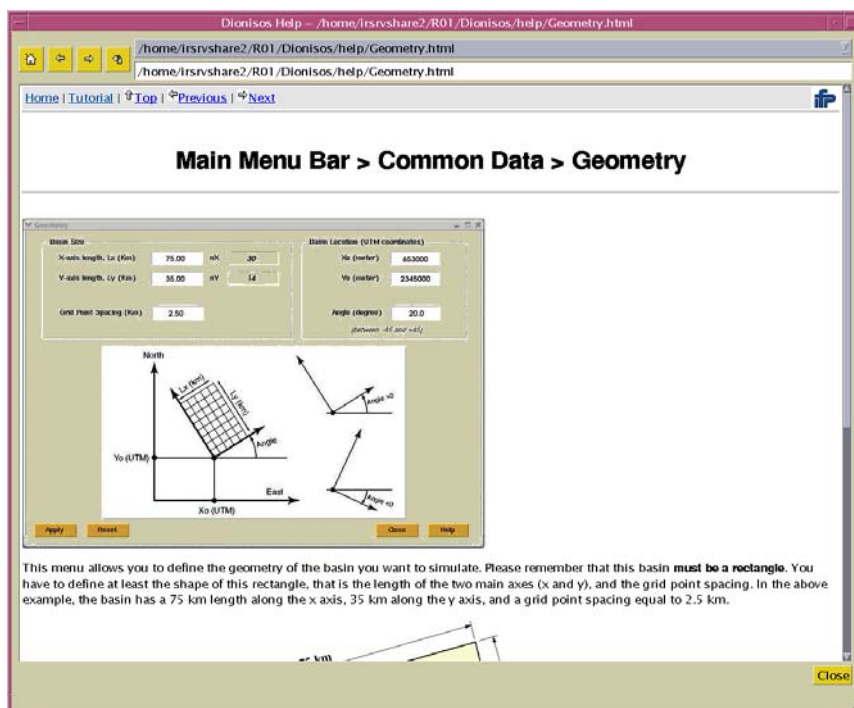 Dionisos Help – /home/irsrvshare2/R01/Dionisos/help/Geometry.html
/home/irsrvshare2/R01/Dionisos/help/Geometry.html
/home/irsrvshare2/R01/Dionisos/help/Geometry.html
Home | Tutorial | Top | Previous | Next
ifp
Main Menu Bar > Common Data > Geometry
Geometry
Basin Size
Basin Location (UTM coordinates)
X-axis length, Lx (Km) 75.00 nX 30
Xo (meter) 653000
Y-axis length, Ly (Km) 35.00 nY 14
Yo (meter) 2345000
Grid Point Spacing (Km) 2.50
Angle (degree) 20.0
(between -45 and +45)
North
Lx (km)
Ly (km)
Angle
Yo (UTM)
East
Xo (UTM)
Angle >0
Angle <0
Apply Reset Close Help
This menu allows you to define the geometry of the basin you want to simulate. Please remember that this basin must be a rectangle. You
have to define at least the shape of this rectangle, that is the length of the two main axes (x and y), and the grid point spacing. In the above
example, the basin has a 75 km length along the x axis, 35 km along the y axis, and a grid point spacing equal to 2.5 km.
km
Close